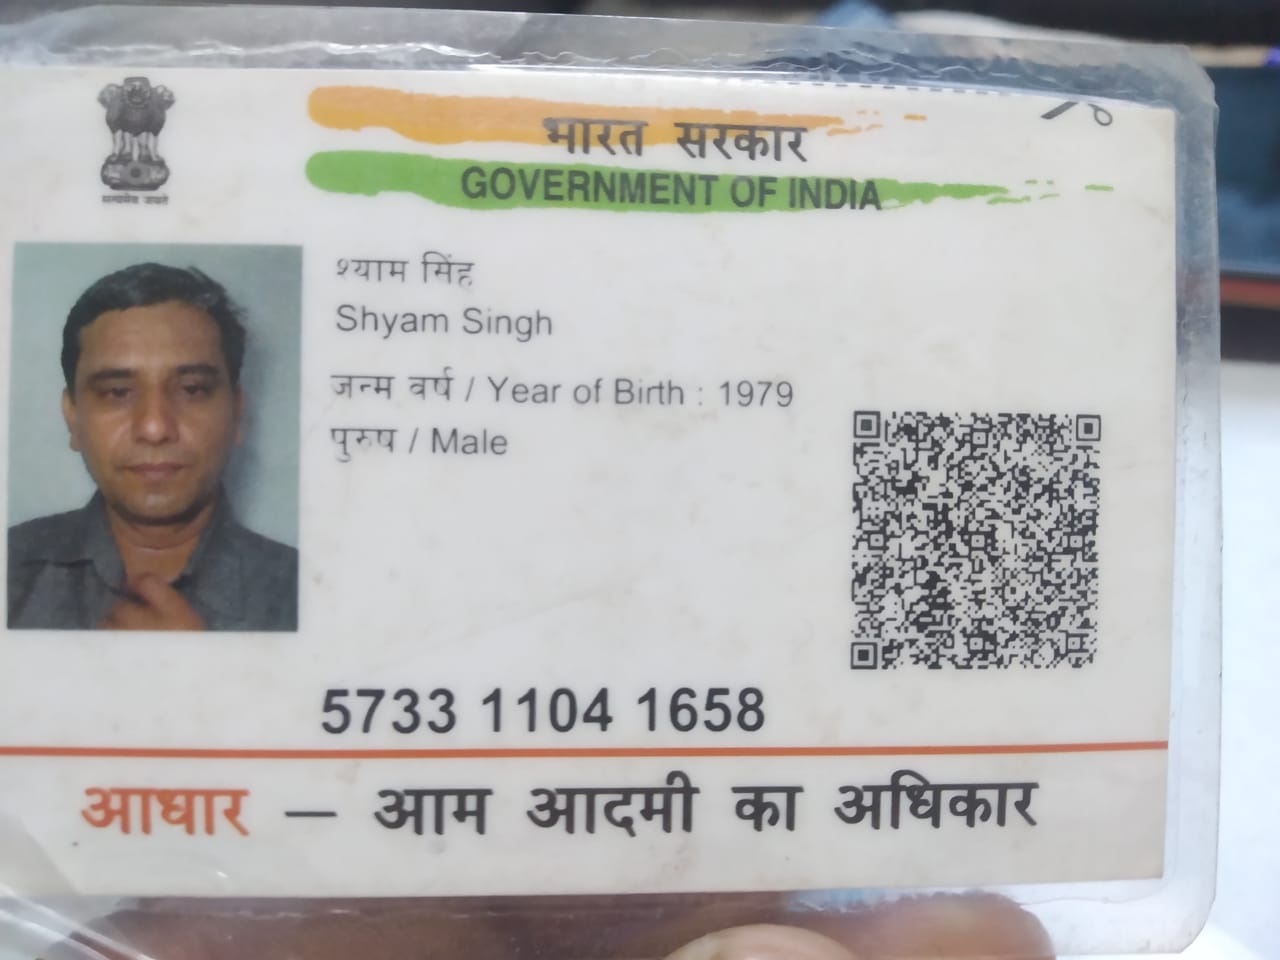 भारत सरकार
GOVERNMENT OF INDIA
सत्यमेव जयते
श्याम सिंह
Shyam Singh
जन्म वर्ष / Year of Birth : 1979
पुरुष / Male
5733 1104 1658
आधार — आम आदमी का अधिकार